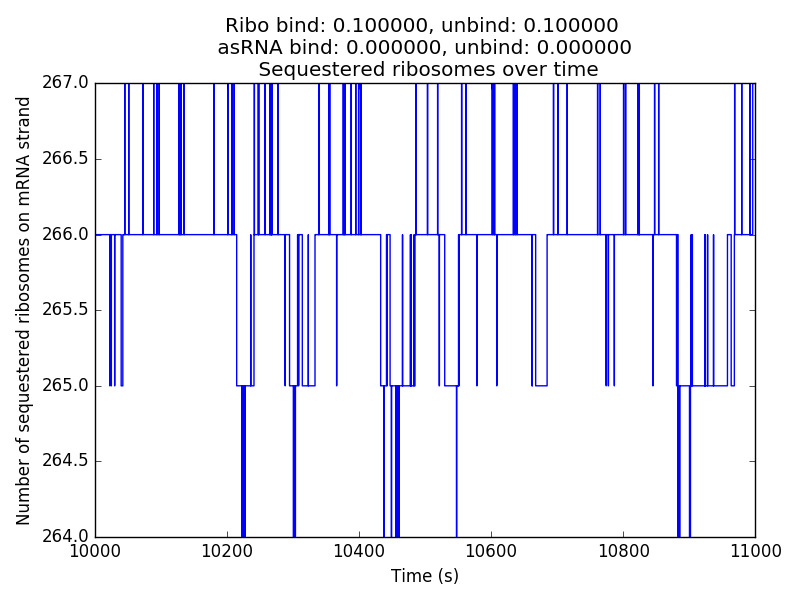 Ribo bind: 0.100000, unbind: 0.100000
asRNA bind: 0.000000, unbind: 0.000000
Sequestered ribosomes over time
Number of sequestered ribosomes on mRNA strand
267.0
266.5
266.0
265.5
265.0
264.5
264.0
10000 10200 10400 10600 10800 11000
Time (s)